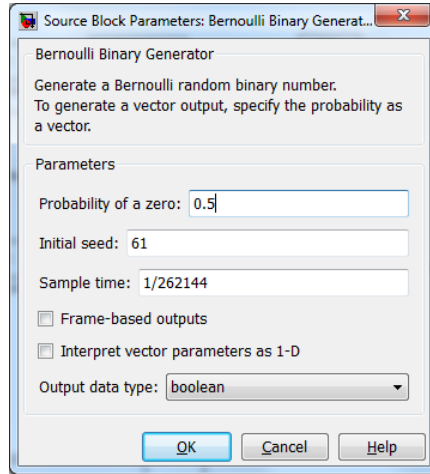 Source Block Parameters: Bernoulli Binary Generat...
Bernoulli Binary Generator
Generate a Bernoulli random binary number.
To generate a vector output, specify the probability as
a vector.
Parameters
Probability of a zero: 0.5
Initial seed: 61
Sample time: 1/262144
Frame-based outputs
Interpret vector parameters as 1-D
Output data type: boolean
OK Cancel Help